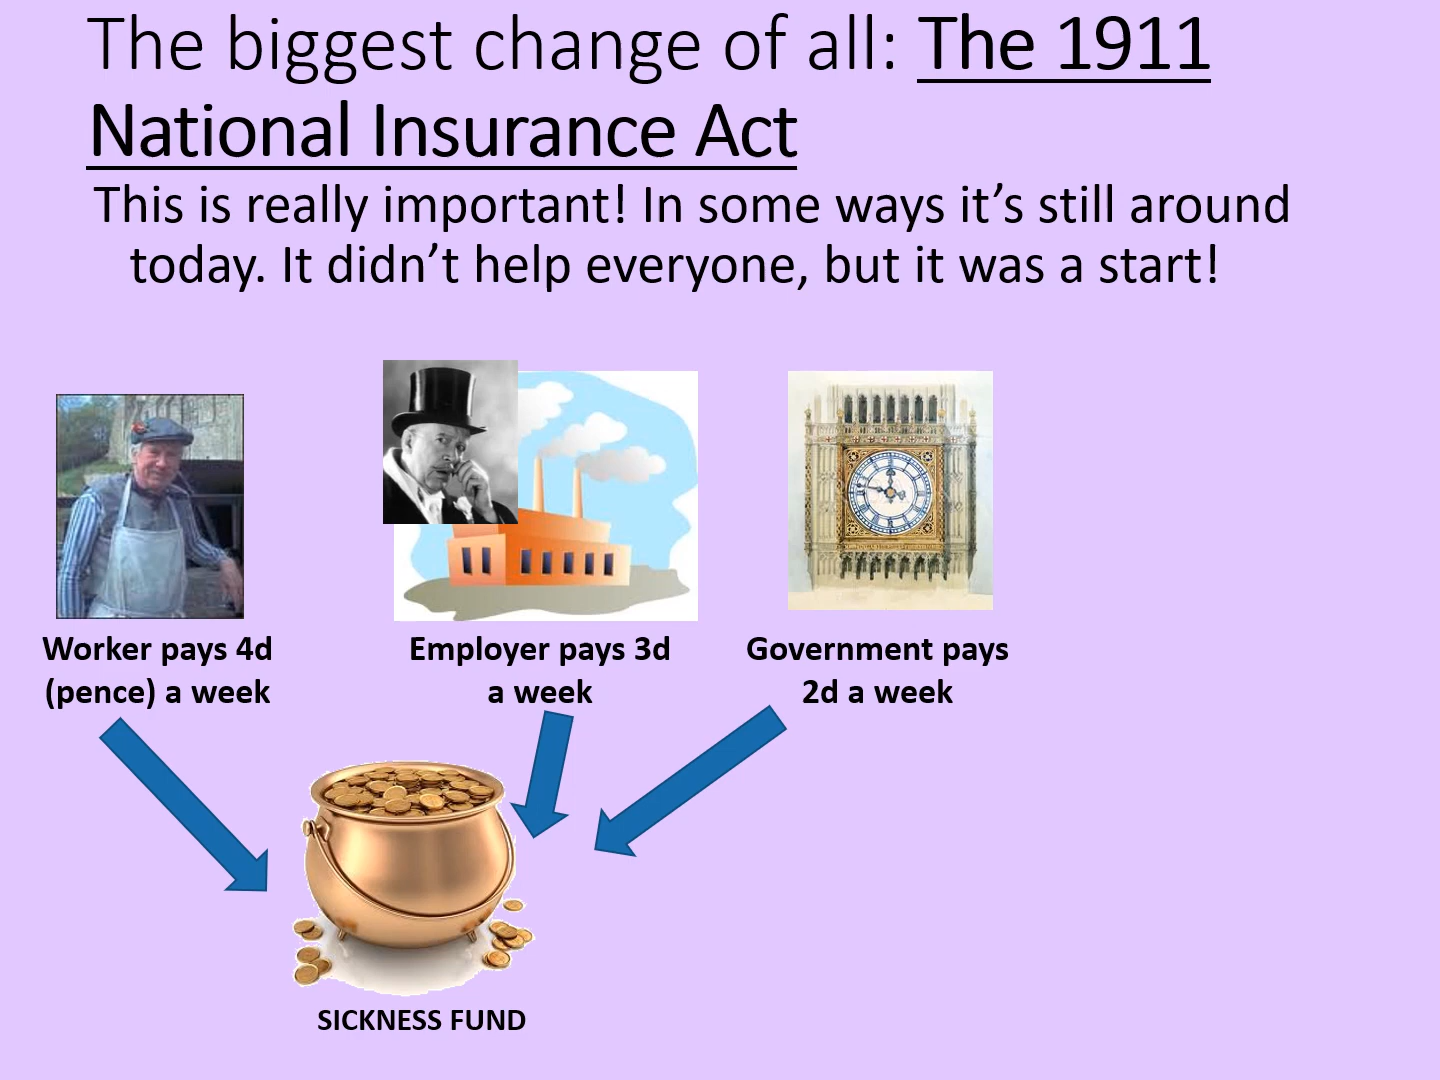 The biggest change of all: The 1911
National Insurance Act
This is really important! In some ways it’s still around
today. It didn’t help everyone, but it was a start!
Worker pays 4d
(pence) a week
Employer pays 3d
a week
Government pays
2d a week
SICKNESS FUND